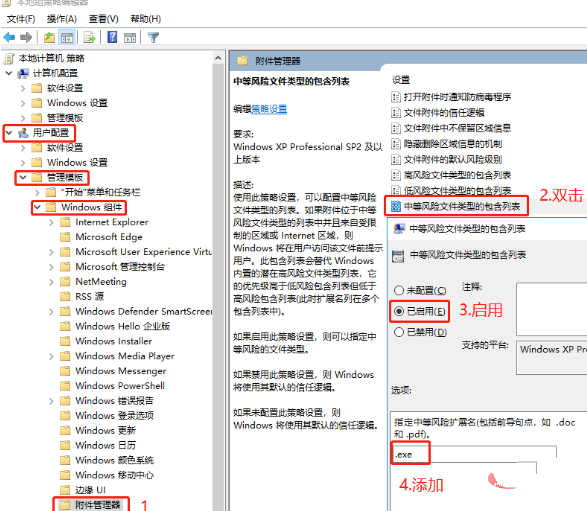 本地组策略编辑器
文件(F) 操作(A) 查看(V) 帮助(H)
本地计算机 策略
计算机配置
软件设置
Windows 设置
管理模板
用户配置
软件设置
Windows 设置
管理模板
"开始"菜单和任务栏
Windows 组件
Internet Explorer
Microsoft Edge
Microsoft User Experience Virt
Microsoft 管理控制台
NetMeeting
RSS 源
Windows Defender SmartScreen
Windows Hello 企业版
Windows Installer
Windows Media Player
Windows Messenger
Windows PowerShell
Windows 错误报告
Windows 登录选项
Windows 更新
Windows 日历
Windows 颜色系统
Windows 移动中心
边缘 UI
附件管理器
1
附件管理器
中等风险文件类型的包含列表
编辑策略设置
要求:
Windows XP Professional SP2 及以
上版本
描述:
使用此策略设置，可以配置中等风险
文件类型的列表。如果附件位于中等
风险文件类型的列表中并且来自受限
制的区域或 Internet 区域，则
Windows 将在用户访问该文件前提示
用户。此包含列表会替代 Windows
内置的潜在高风险文件类型列表，它
的优先级高于低风险包含列表但低于
高风险包含列(此时扩展名列在多个
包含列表中)。
如果启用此策略设置，则可以指定中
等风险的文件类型。
如果禁用此策略设置，则 Windows
将使用其默认的信任逻辑。
如果未配置此策略设置，则
Windows 将使用其默认的信任逻辑。
设置
打开附件时通知防病毒程序
文件附件的信任逻辑
文件附件中不保留区域信息
隐藏删除区域信息的机制
文件附件的默认风险级别
高风险文件类型的包含列表
低风险文件类型的包含列表
中等风险文件类型的包含列表
2.双击
中等风险文件类型的包含列表
中等风险文件类型的包含列表
未配置(C)
注释:
已启用(E)
3.启用
已禁用(D)
支持的平台:
Windows XP Pro
选项:
指定中等风险扩展名(包括前导句点，如 .doc
和 .pdf)。
.exe
4.添加